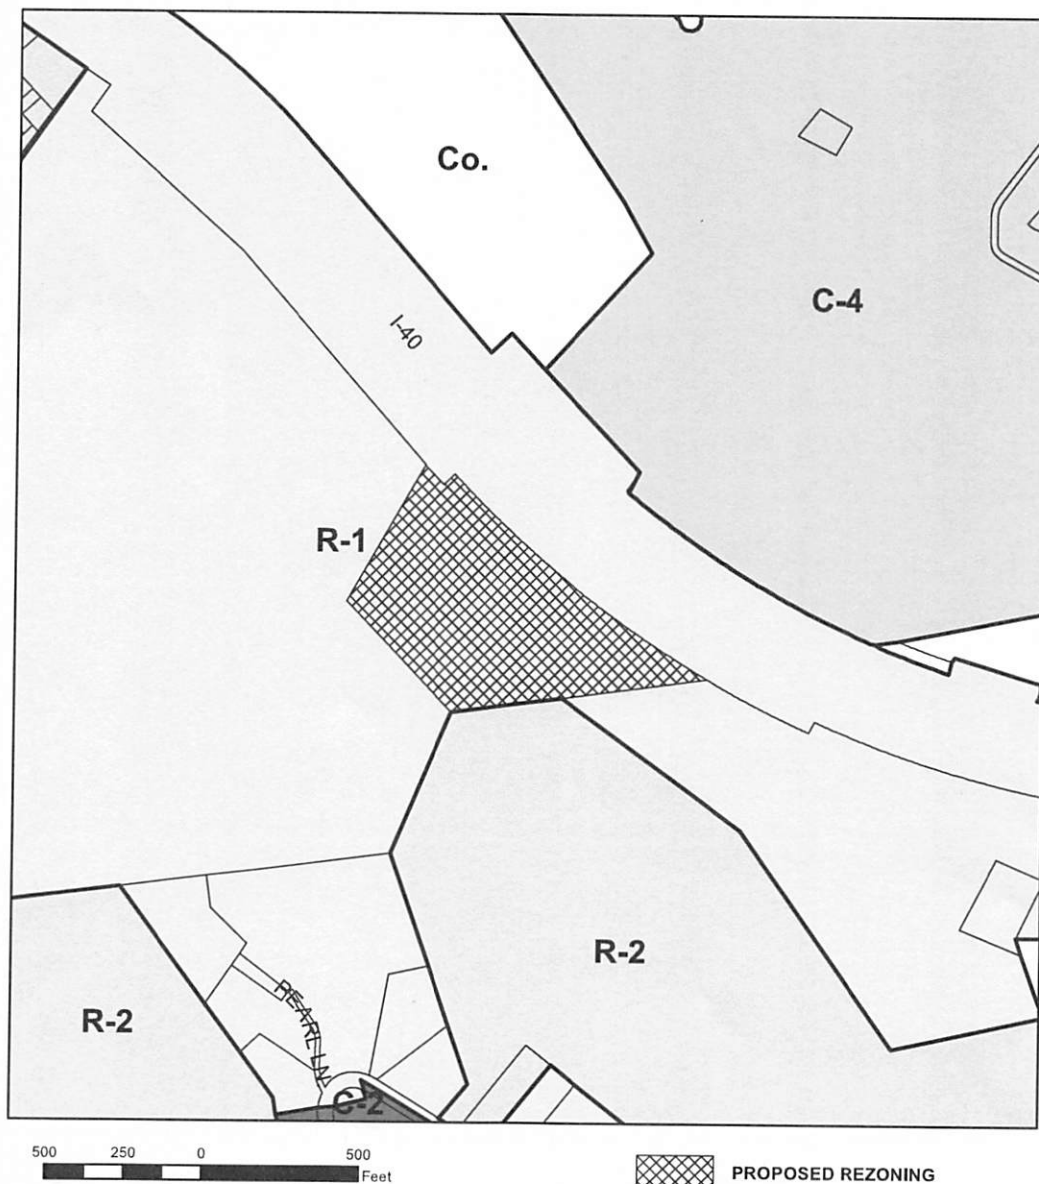 Co.
C-4
I-40
R-1
R-2
R-2
PEARL LN
C-2
500 250 0 500
Feet
PROPOSED REZONING